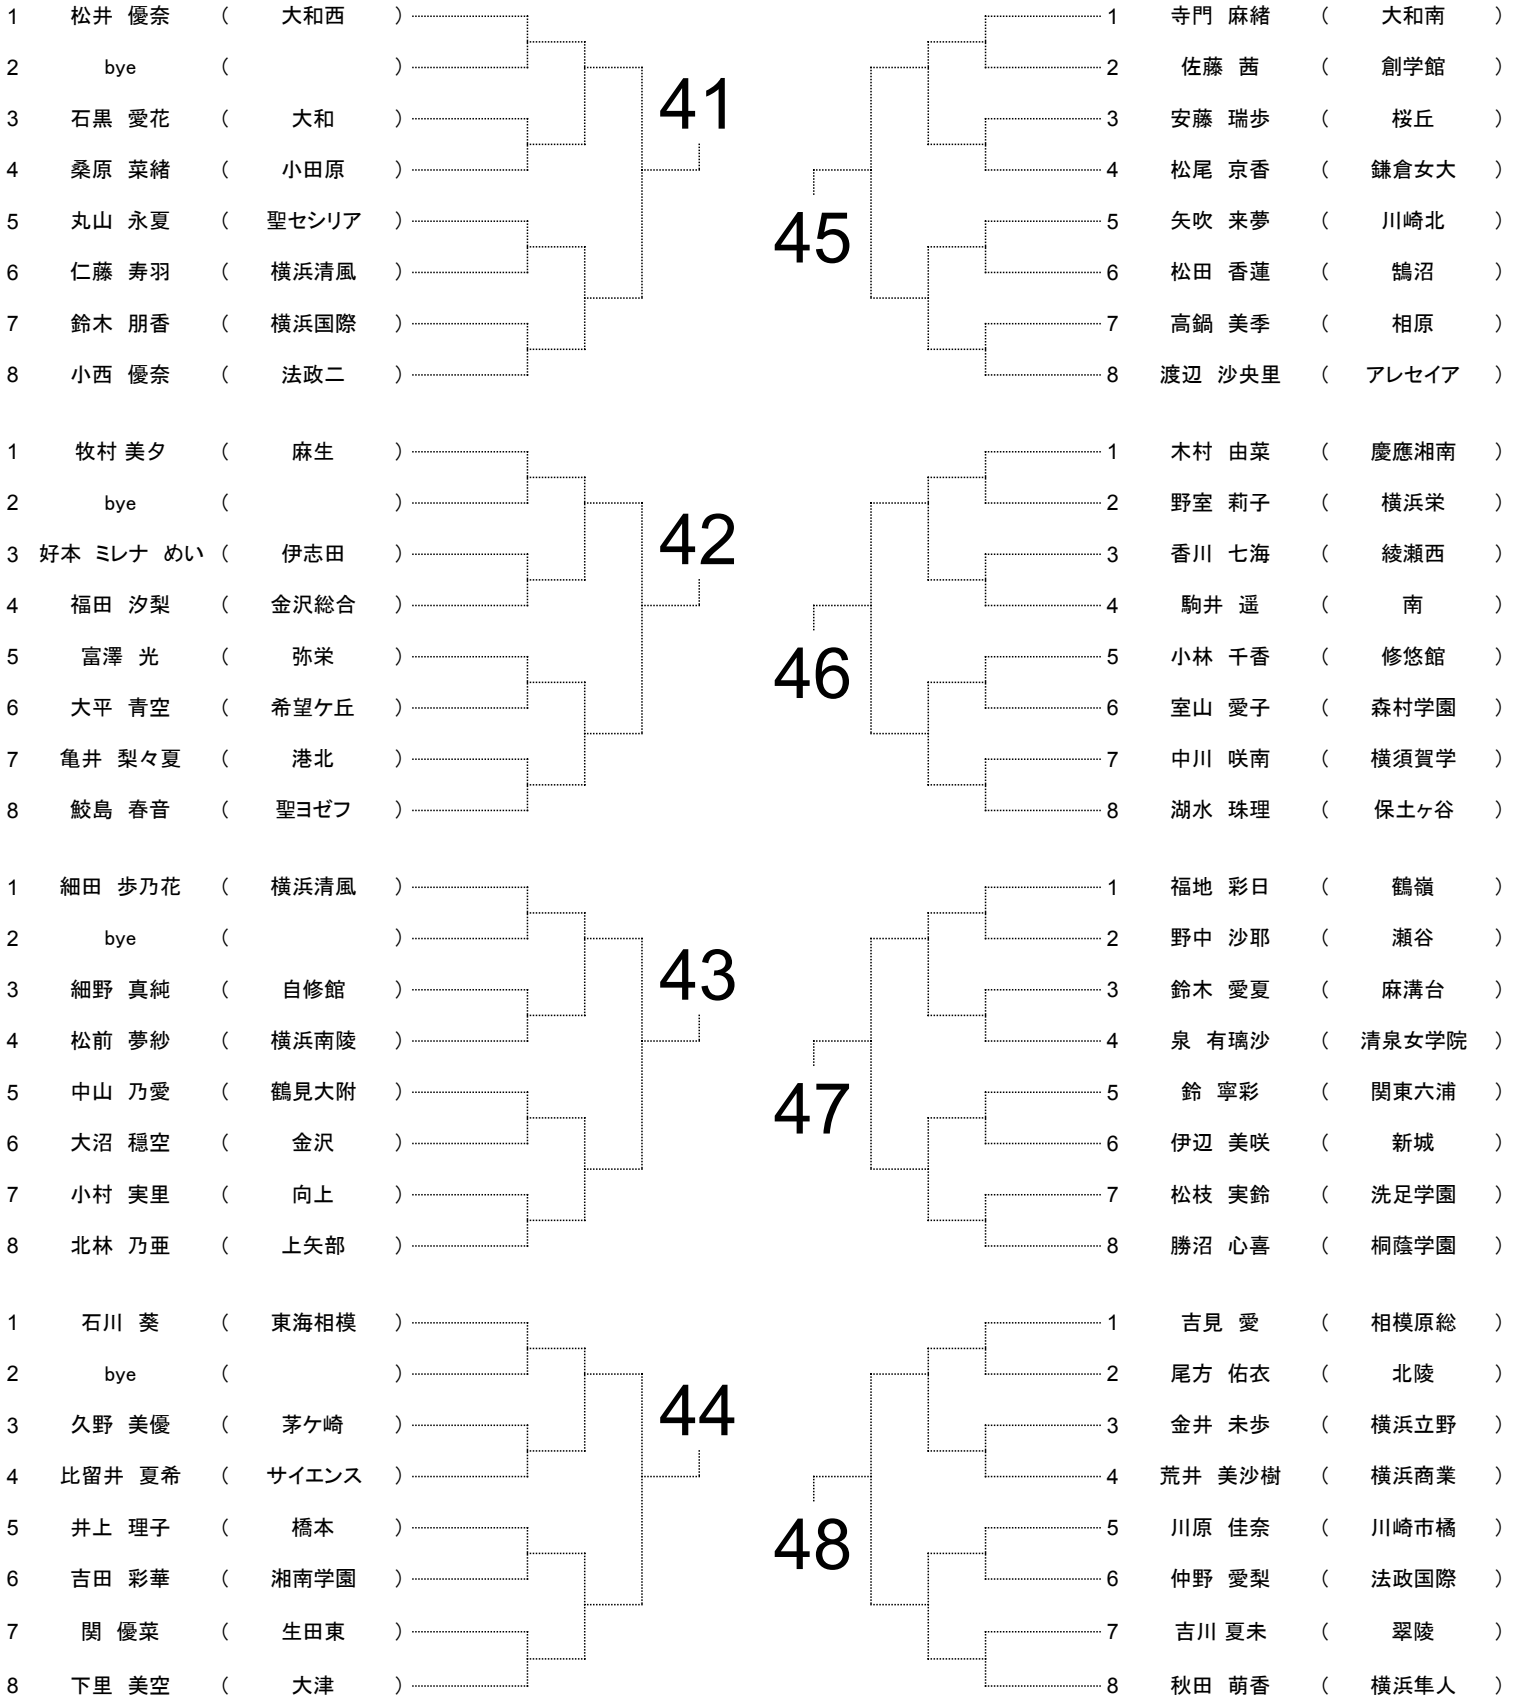 41
1 松井 優奈 ( 大和西 )
2 bye ( )
3 石黒 愛花 ( 大和 )
4 桑原 菜緒 ( 小田原 )
5 丸山 永夏 ( 聖セシリア )
6 仁藤 寿羽 ( 横浜清風 )
7 鈴木 朋香 ( 横浜国際 )
8 小西 優奈 ( 法政二 )
42
1 牧村 美夕 ( 麻生 )
2 bye ( )
3 好本 ミレナ めい ( 伊志田 )
4 福田 汐梨 ( 金沢総合 )
5 富澤 光 ( 弥栄 )
6 大平 青空 ( 希望ケ丘 )
7 亀井 梨々夏 ( 港北 )
8 鮫島 春音 ( 聖ヨゼフ )
43
1 細田 歩乃花 ( 横浜清風 )
2 bye ( )
3 細野 真純 ( 自修館 )
4 松前 夢紗 ( 横浜南陵 )
5 中山 乃愛 ( 鶴見大附 )
6 大沼 穏空 ( 金沢 )
7 小村 実里 ( 向上 )
8 北林 乃亜 ( 上矢部 )
44
1 石川 葵 ( 東海相模 )
2 bye ( )
3 久野 美優 ( 茅ケ崎 )
4 比留井 夏希 ( サイエンス )
5 井上 理子 ( 橋本 )
6 吉田 彩華 ( 湘南学園 )
7 関 優菜 ( 生田東 )
8 下里 美空 ( 大津 )
45
1 寺門 麻緒 ( 大和南 )
2 佐藤 茜 ( 創学館 )
3 安藤 瑞歩 ( 桜丘 )
4 松尾 京香 ( 鎌倉女大 )
5 矢吹 来夢 ( 川崎北 )
6 松田 香蓮 ( 鵠沼 )
7 高鍋 美季 ( 相原 )
8 渡辺 沙央里 ( アレセイア )
46
1 木村 由菜 ( 慶應湘南 )
2 野室 莉子 ( 横浜栄 )
3 香川 七海 ( 綾瀬西 )
4 駒井 遥 ( 南 )
5 小林 千香 ( 修悠館 )
6 室山 愛子 ( 森村学園 )
7 中川 咲南 ( 横須賀学 )
8 湖水 珠理 ( 保土ヶ谷 )
47
1 福地 彩日 ( 鶴嶺 )
2 野中 沙耶 ( 瀬谷 )
3 鈴木 愛夏 ( 麻溝台 )
4 泉 有璃沙 ( 清泉女学院 )
5 鈴 寧彩 ( 関東六浦 )
6 伊辺 美咲 ( 新城 )
7 松枝 実鈴 ( 洗足学園 )
8 勝沼 心喜 ( 桐蔭学園 )
48
1 吉見 愛 ( 相模原総 )
2 尾方 佑衣 ( 北陵 )
3 金井 未歩 ( 横浜立野 )
4 荒井 美沙樹 ( 横浜商業 )
5 川原 佳奈 ( 川崎市橘 )
6 仲野 愛梨 ( 法政国際 )
7 吉川 夏未 ( 翠陵 )
8 秋田 萌香 ( 横浜隼人 )